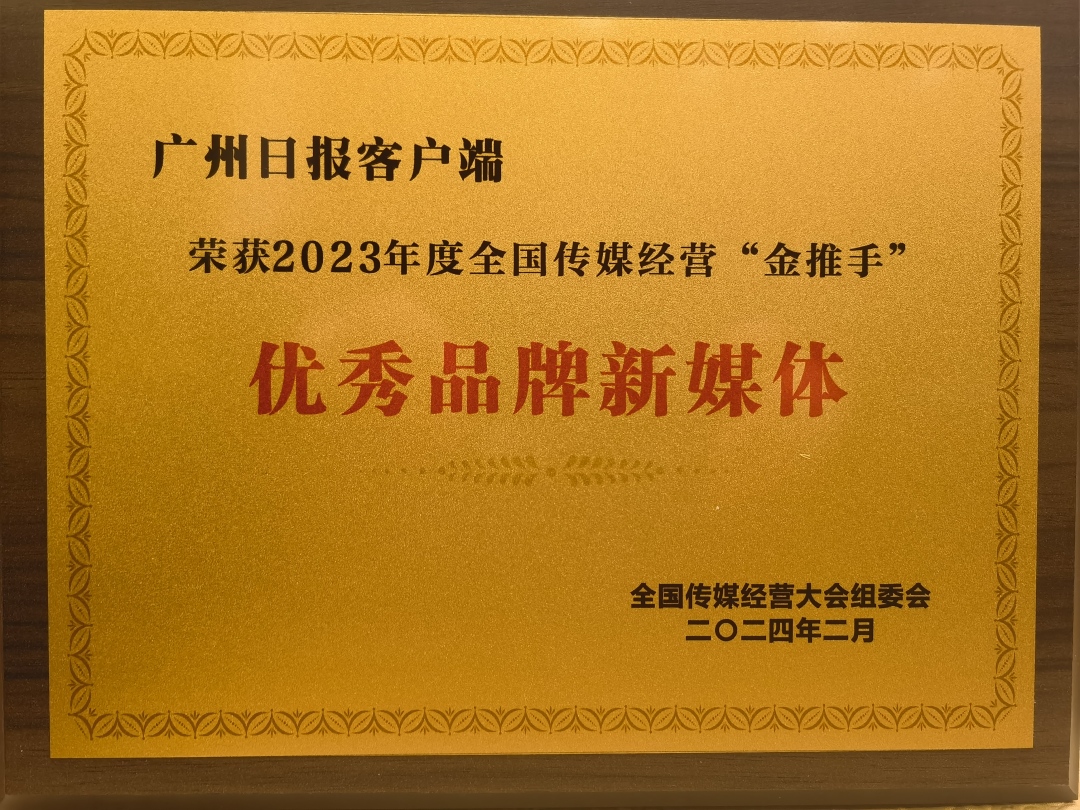 广州日报客户端
荣获2023年度全国传媒经营“金推手”
优秀品牌新媒体
全国传媒经营大会组委会
二〇二四年二月